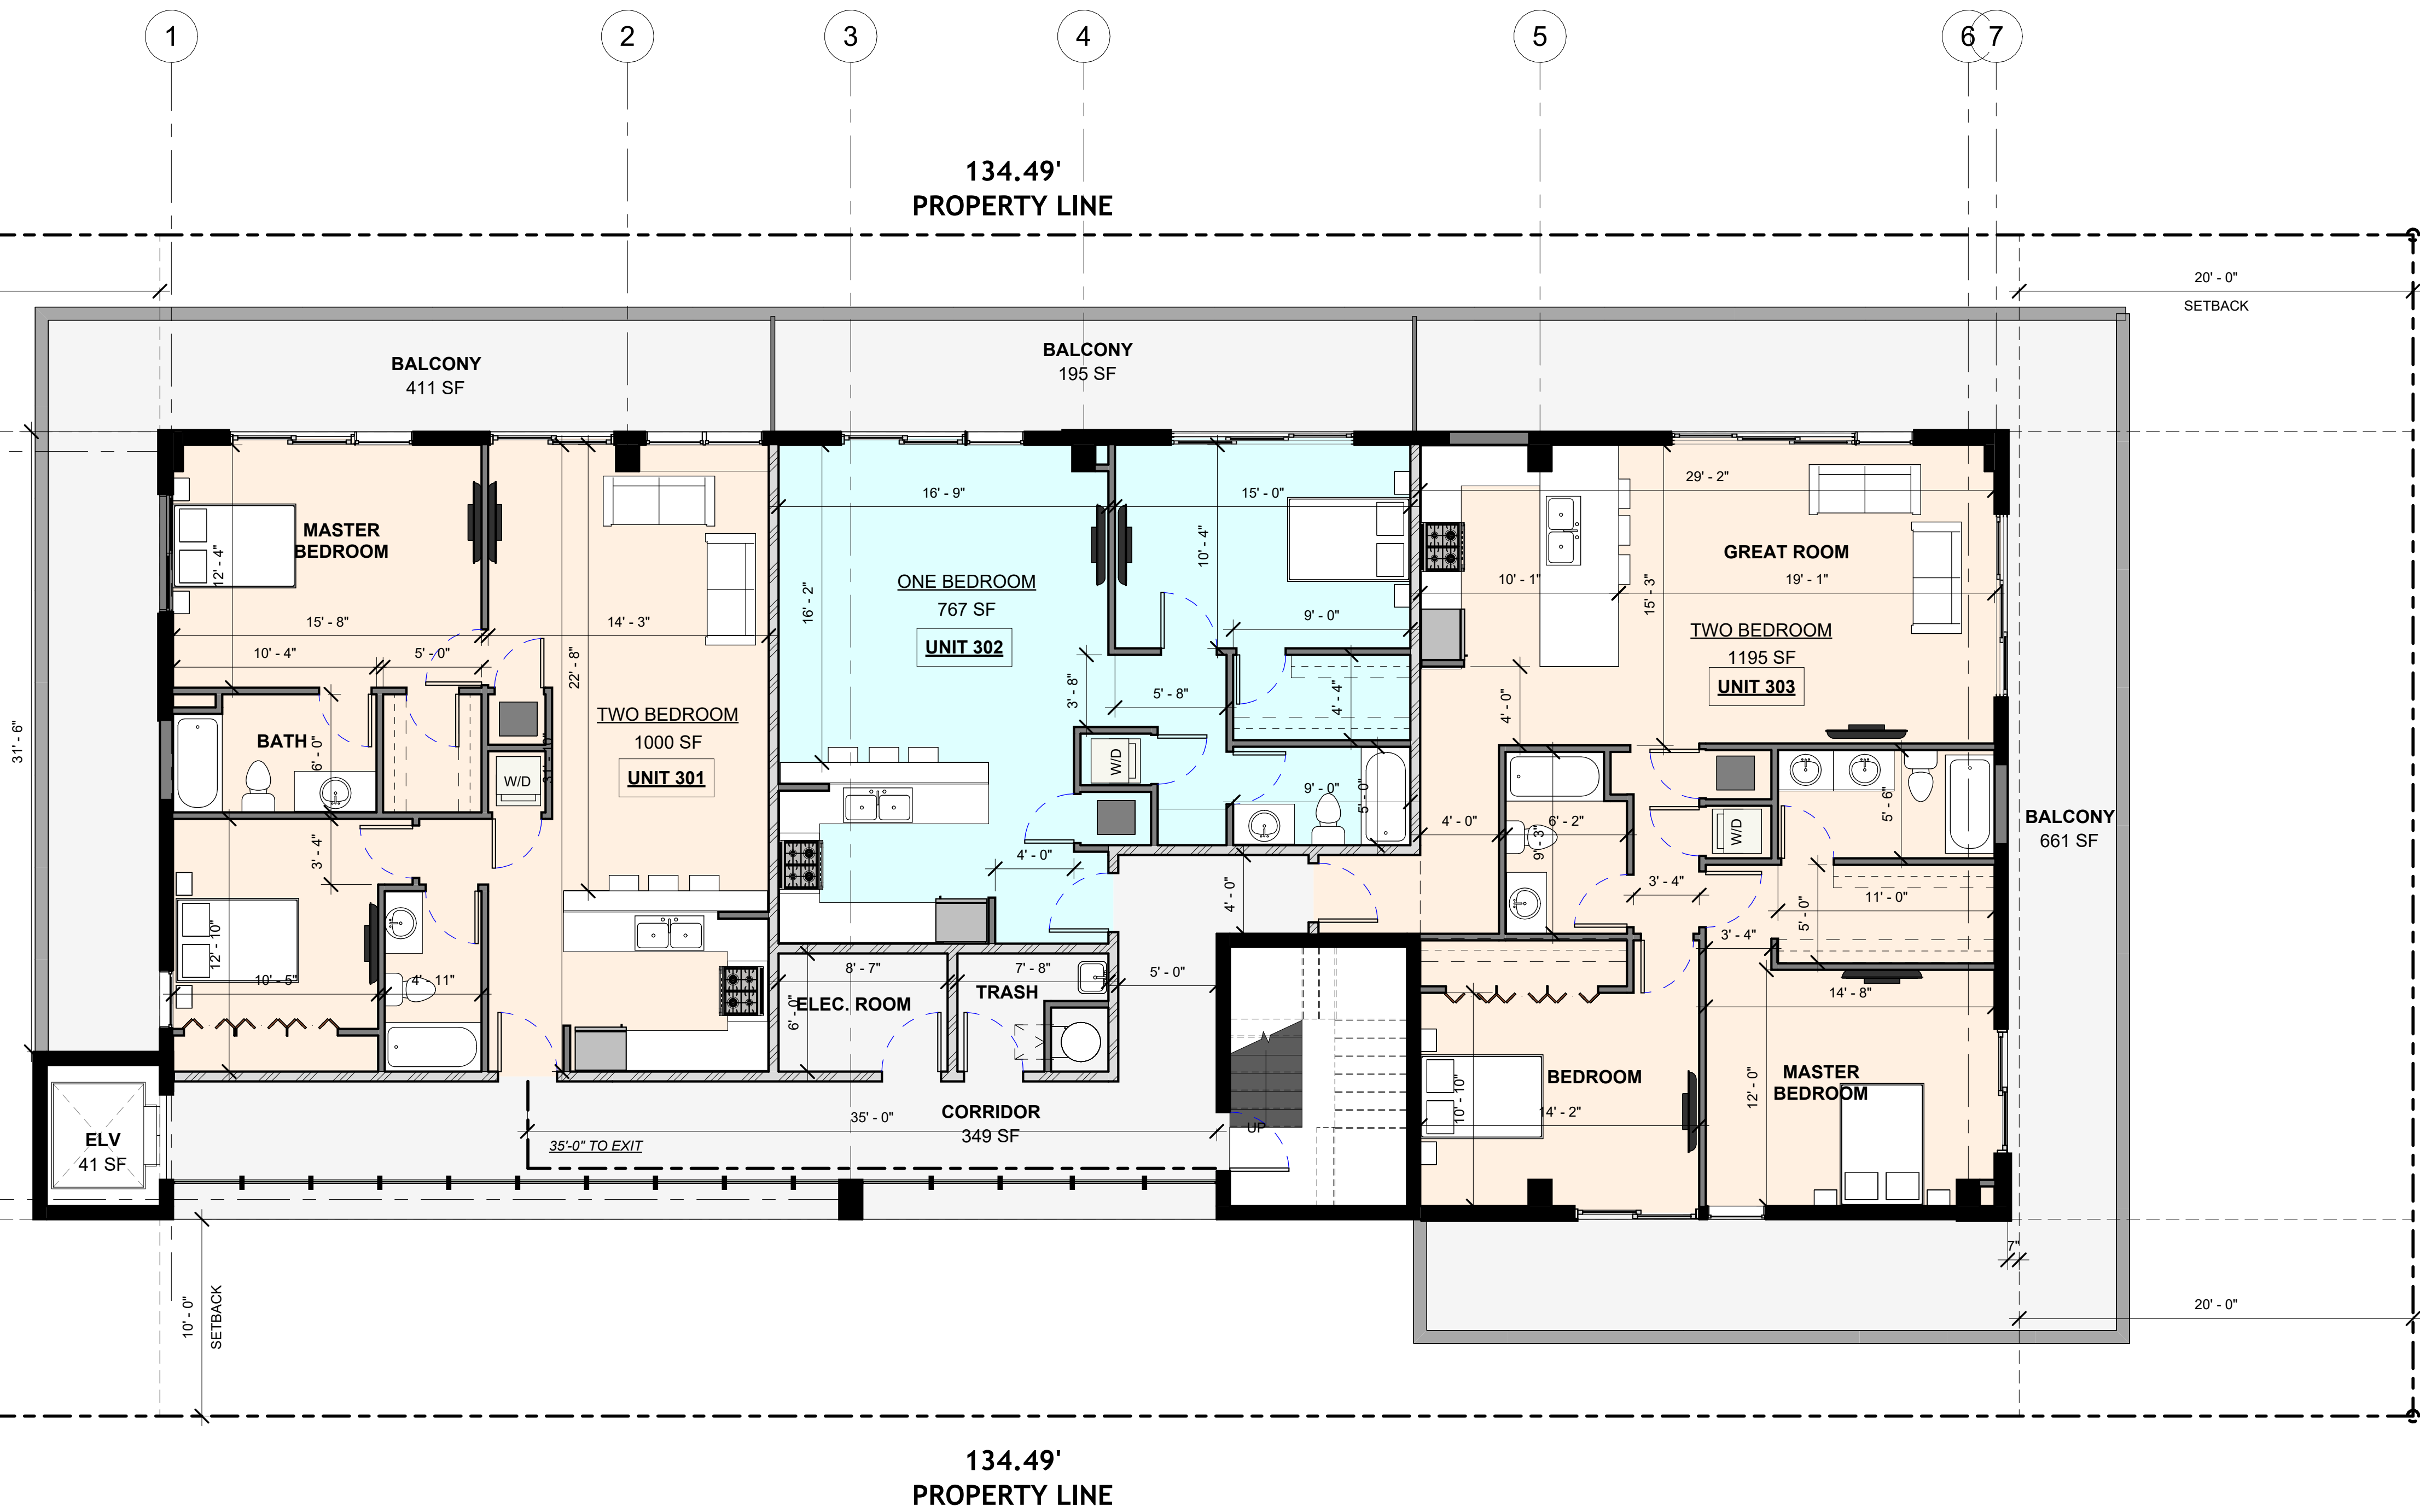 1
2
3
4
5
6
7
134.49'
PROPERTY LINE
20' - 0"
SETBACK
BALCONY
411 SF
BALCONY
195 SF
MASTER
BEDROOM
12' - 4"
15' - 8"
10' - 4"
5' - 0"
14' - 3"
22' - 8"
16' - 9"
16' - 2"
ONE BEDROOM
767 SF
UNIT 302
15' - 0"
10' - 4"
9' - 0"
3' - 8"
5' - 8"
4' - 4"
29' - 2"
GREAT ROOM
10' - 1"
15' - 3"
19' - 1"
TWO BEDROOM
1195 SF
UNIT 303
4' - 0"
31' - 6"
BATH
6' - 0"
W/D
TWO BEDROOM
1000 SF
UNIT 301
W/D
9' - 0"
5' - 0"
4' - 0"
4' - 0"
6' - 2"
9' - 3"
W/D
5' - 6"
BALCONY
661 SF
3' - 4"
12' - 10"
10' - 5"
4' - 11"
4' - 0"
3' - 4"
11' - 0"
5' - 0"
3' - 4"
8' - 7"
6' - 0"
ELEC. ROOM
7' - 8"
TRASH
5' - 0"
14' - 8"
BEDROOM
10' - 10"
14' - 2"
MASTER
BEDROOM
12' - 0"
ELV
41 SF
35'-0" TO EXIT
35' - 0"
CORRIDOR
349 SF
UP
7"
10' - 0"
SETBACK
20' - 0"
134.49'
PROPERTY LINE